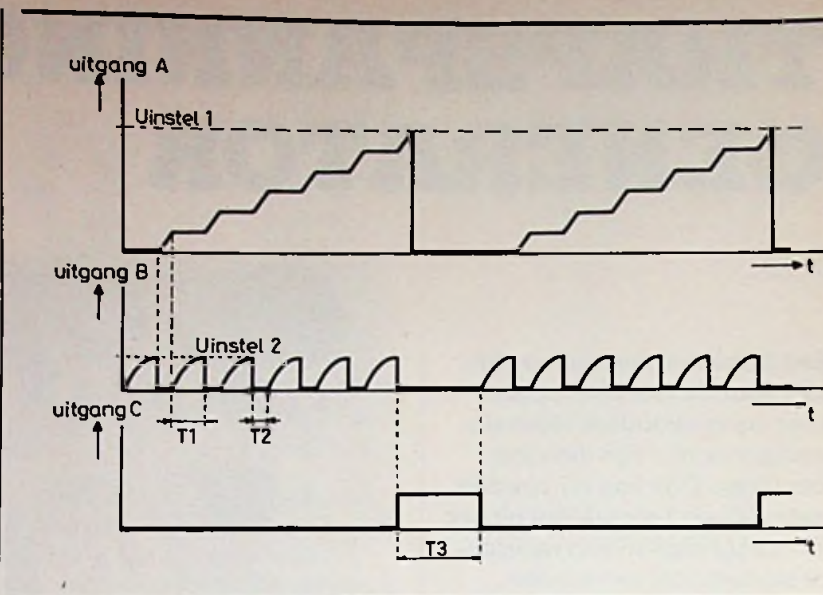 uitgang A
Uinstel 1
t
uitgang B
Uinstel 2
T1
T2
t
uitgang C
t
T3